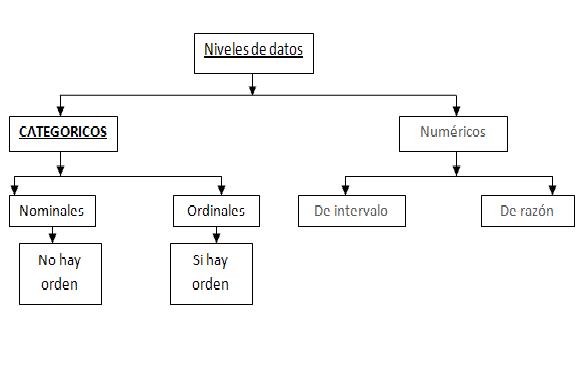 Niveles de datos
CATEGORICOS
Numéricos
Nominales
Ordinales
De intervalo
De razón
No hay
orden
Si hay
orden